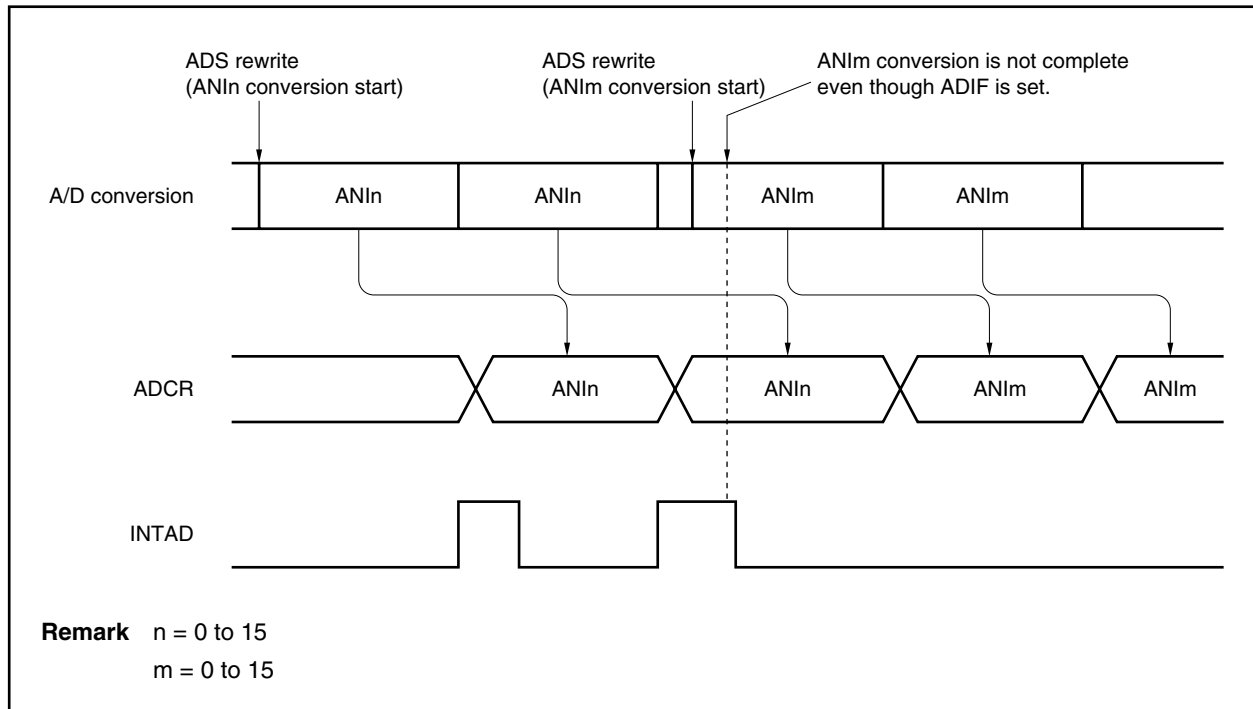 ADS rewrite
(ANIn conversion start)
ADS rewrite
(ANIm conversion start)
ANIm conversion is not complete
even though ADIF is set.
A/D conversion
ANIn
ANIn
ANIm
ANIm
ADCR
ANIn
ANIn
ANIm
ANIm
INTAD
Remark n = 0 to 15
m = 0 to 15